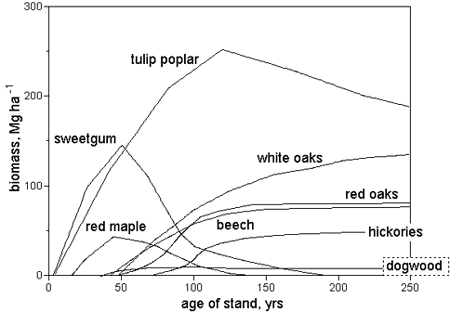 300
200
100
0
biomass, Mg ha⁻¹
tulip poplar
sweetgum
white oaks
red oaks
red maple
beech
hickories
dogwood
0
50
100
150
200
250
age of stand, yrs